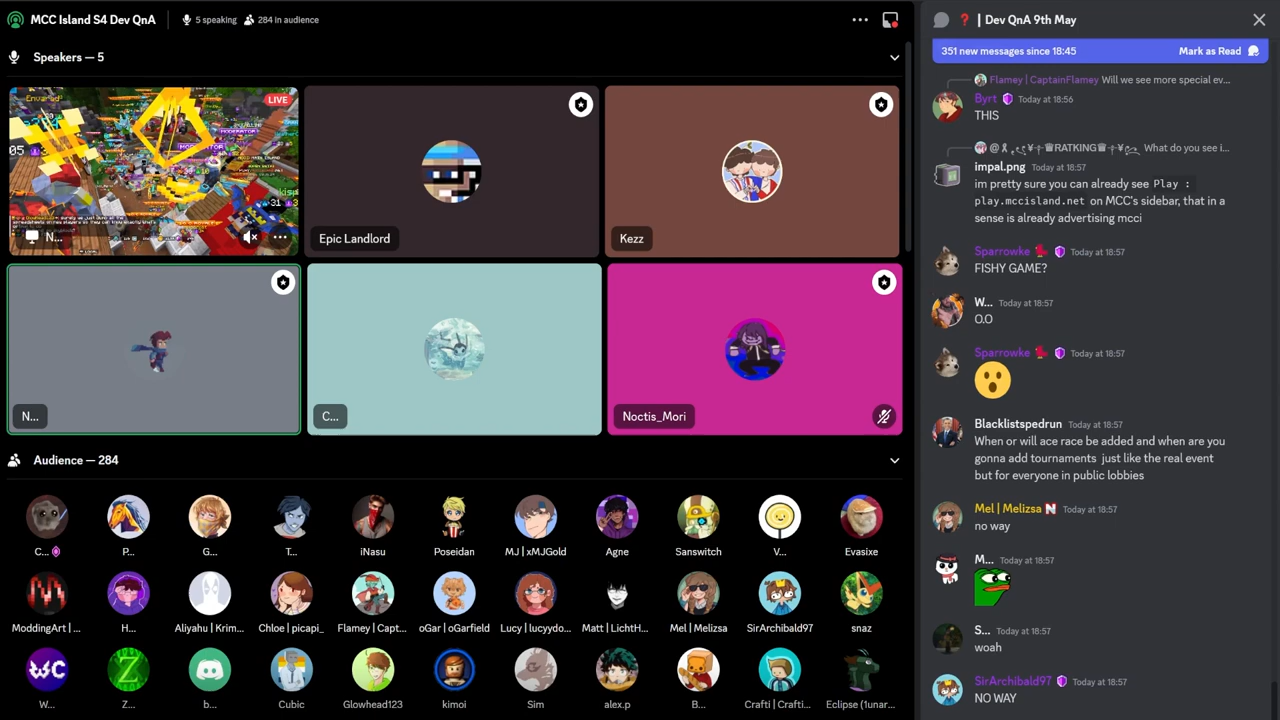 MCC Island S4 Dev QnA
5 speaking
284 in audience
Speakers — 5
LIVE
MODERATOR
N...
Epic Landlord
Kezz
N...
C...
Noctis_Mori
Audience — 284
C...
P...
G...
T...
iNasu
Poseidan
MJ | xMJGold
Agne
Sanswitch
V...
Evasixe
ModdingArt | ...
H...
Aliyahu | Krim...
Chloe | picapi_
Flamey | Capt...
oGar | oGarfield
Lucy | lucyydo...
Matt | LichtH...
Mel | Melizsa
SirArchibald97
snaz
W...
Z...
b...
Cubic
Glowhead123
kimoi
Sim
alex.p
B...
Crafti | Crafti...
Eclipse (1unar...
❓ | Dev QnA 9th May
351 new messages since 18:45
Mark as Read
Flamey | CaptainFlamey Will we see more special ev...
Byrt Today at 18:56
THIS
What do you see i...
impal.png Today at 18:57
im pretty sure you can already see Play :
play.mccisland.net on MCC's sidebar, that in a
sense is already advertising mcci
Sparrowke Today at 18:57
FISHY GAME?
W... Today at 18:57
O.O
Sparrowke Today at 18:57
Blacklistspedrun Today at 18:57
When or will ace race be added and when are you
gonna add tournaments just like the real event
but for everyone in public lobbies
Mel | Melizsa N Today at 18:57
no way
M... Today at 18:57
S... Today at 18:57
woah
SirArchibald97 Today at 18:57
NO WAY